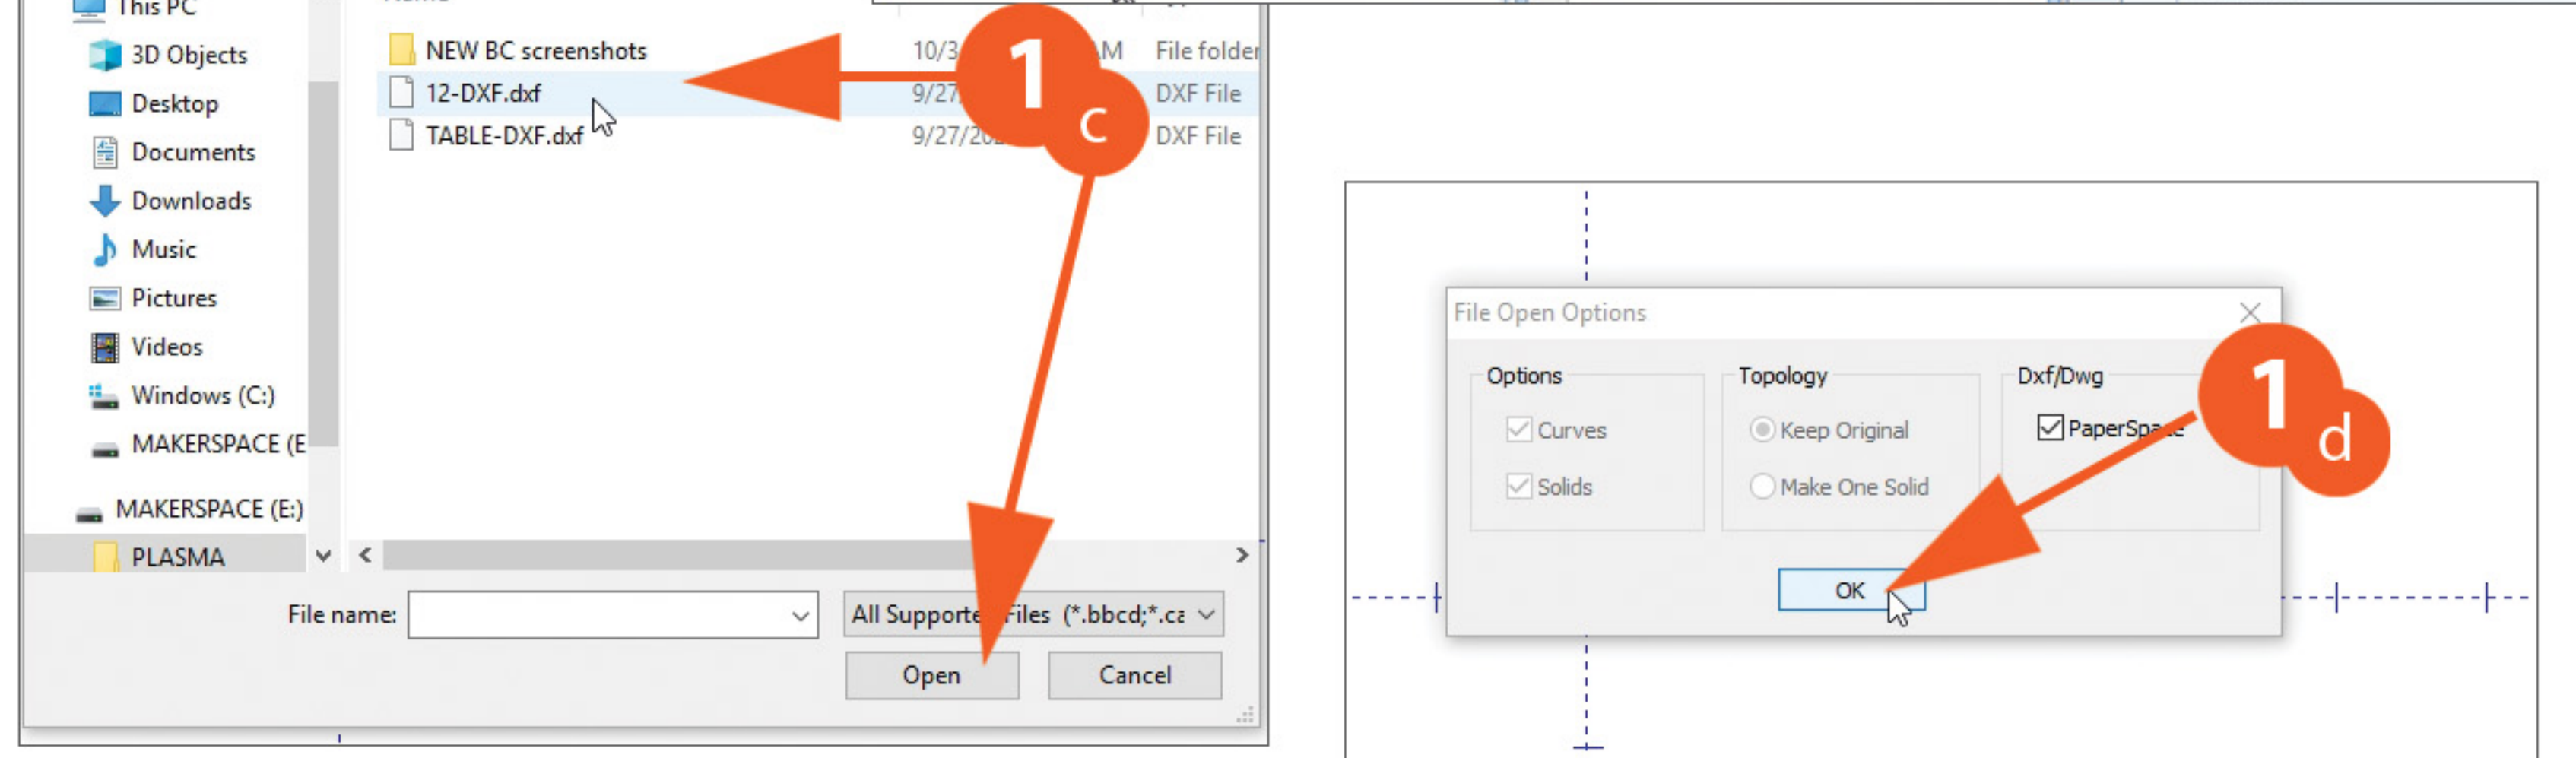 This PC
3D Objects
Desktop
Documents
Downloads
Music
Pictures
Videos
Windows (C:)
MAKERSPACE (E
MAKERSPACE (E:)
PLASMA
NEW BC screenshots 10/3 AM File folder
12-DXF.dxf 9/27 DXF File
TABLE-DXF.dxf 9/27/20 DXF File
1
c
File name:
All Supporte Files (*.bbcd;*.ca
Open Cancel
File Open Options
Options Topology Dxf/Dwg
Curves Keep Original PaperSpace
Solids Make One Solid
OK
1
d